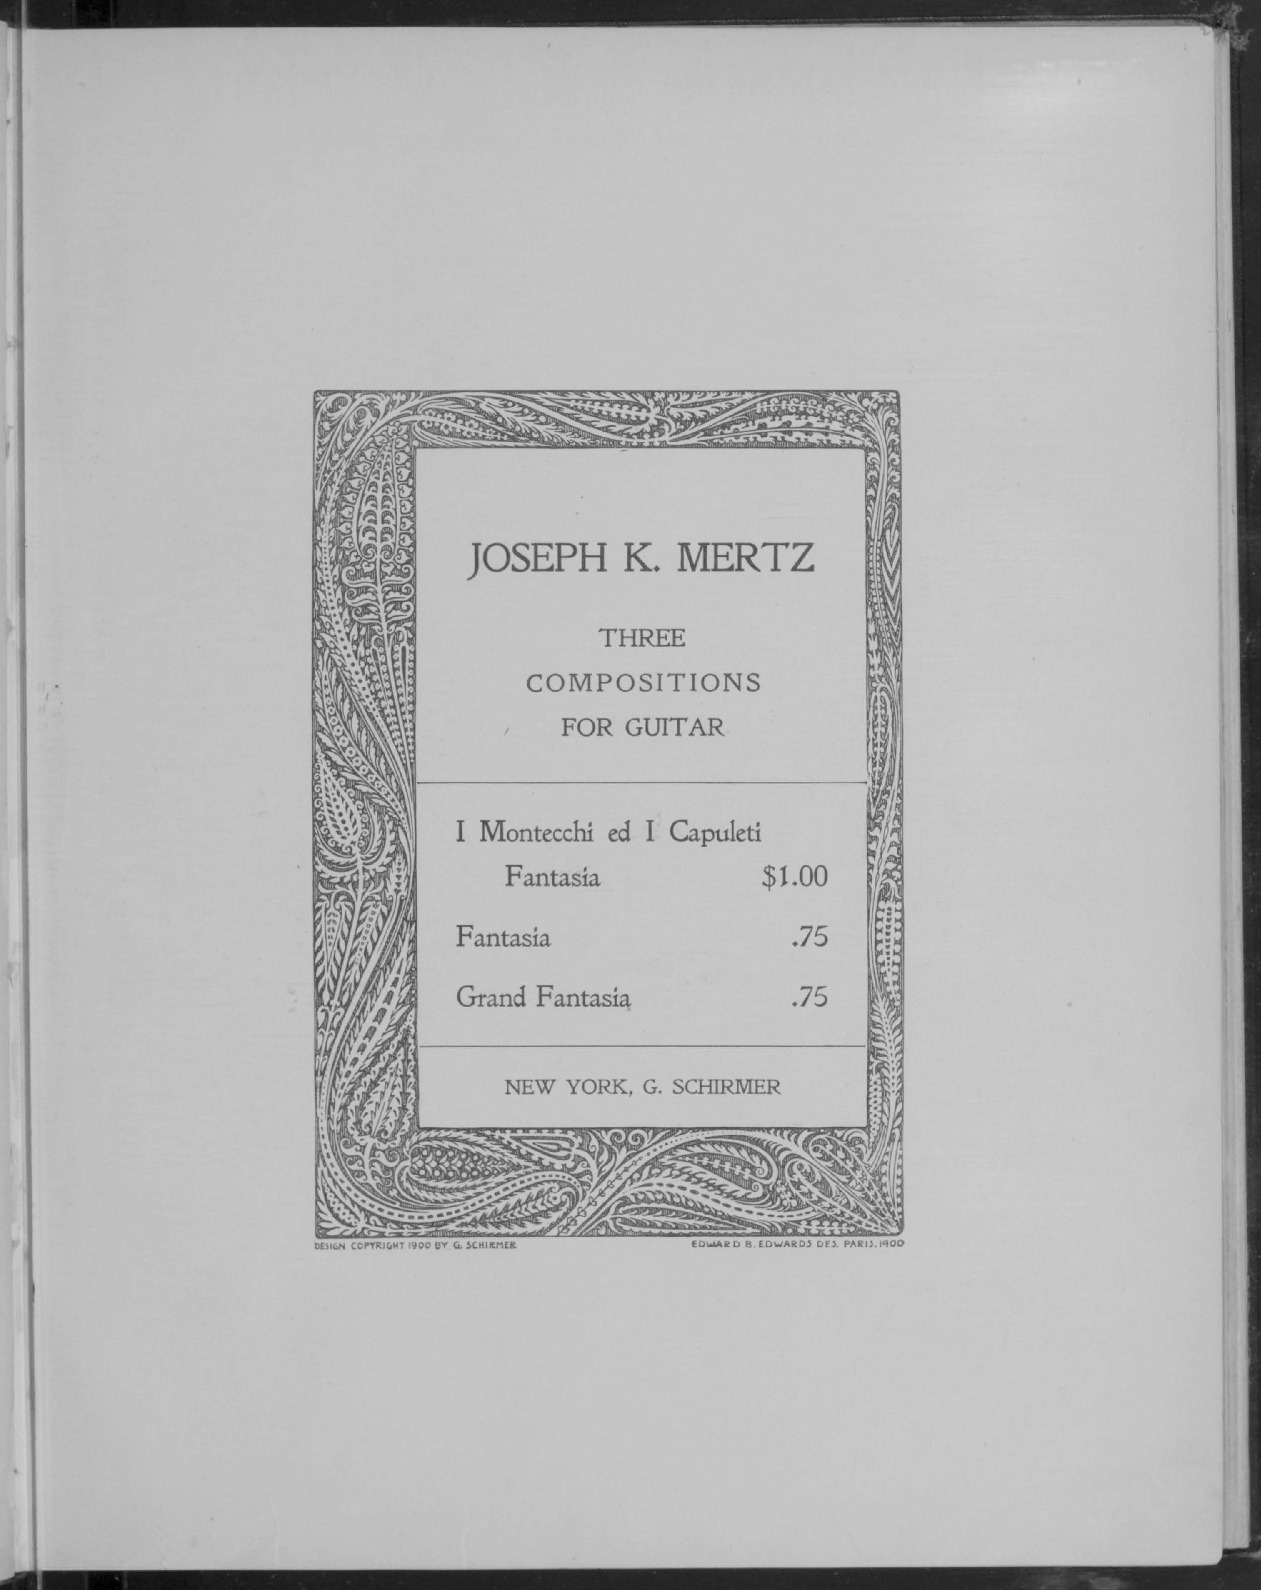 JOSEPH K. MERTZ
THREE
COMPOSITIONS
FOR GUITAR
I Montecchi ed I Capuleti
Fantasia $1.00
Fantasia .75
Grand Fantasia .75
NEW YORK, G. SCHIRMER
DESIGN COPYRIGHT 1900 BY G. SCHIRMER
EDWARD B. EDWARDS DES. PARIS. 1900